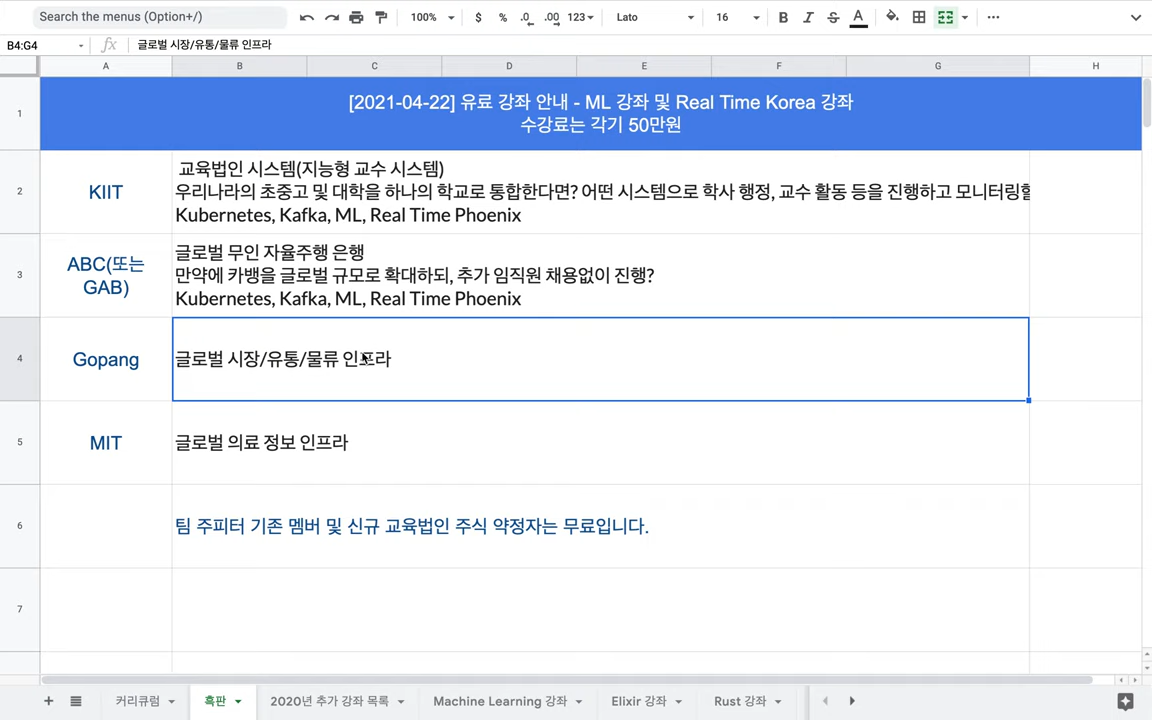 Search the menus (Option+/)
100%
$
%
.0
.00
123
Lato
16
B
I
S
A
B4:G4
fx
글로벌 시장/유통/물류 인프라
A
B
C
D
E
F
G
H
1
[2021-04-22] 유료 강좌 안내 - ML 강좌 및 Real Time Korea 강좌
수강료는 각기 50만원
2
KIIT
교육법인 시스템(지능형 교수 시스템)
우리나라의 초중고 및 대학을 하나의 학교로 통합한다면? 어떤 시스템으로 학사 행정, 교수 활동 등을 진행하고 모니터링할
Kubernetes, Kafka, ML, Real Time Phoenix
3
ABC(또는
GAB)
글로벌 무인 자율주행 은행
만약에 카뱅을 글로벌 규모로 확대하되, 추가 임직원 채용없이 진행?
Kubernetes, Kafka, ML, Real Time Phoenix
4
Gopang
글로벌 시장/유통/물류 인프라
5
MIT
글로벌 의료 정보 인프라
6
팀 주피터 기존 멤버 및 신규 교육법인 주식 약정자는 무료입니다.
7
커리큐럼
흑판
2020년 추가 강좌 목록
Machine Learning 강좌
Elixir 강좌
Rust 강좌